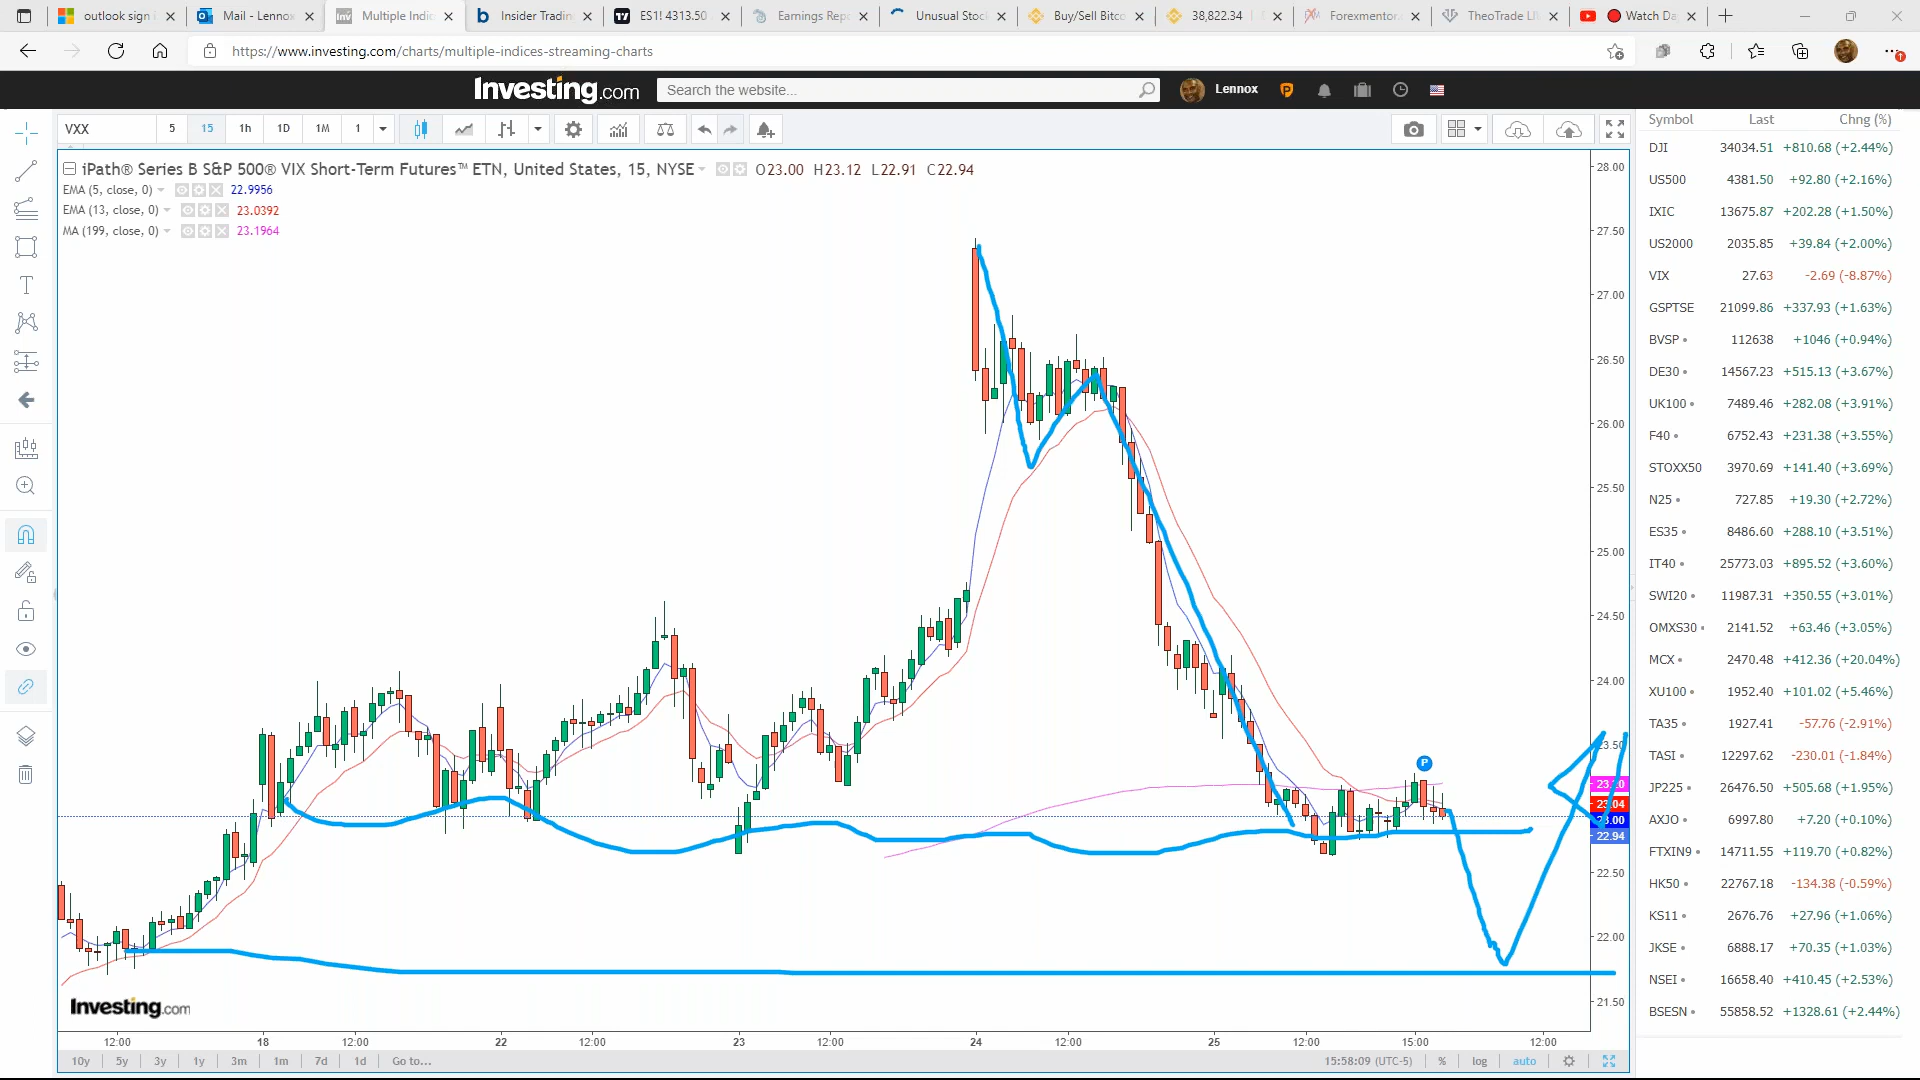 outlook sign i
Mail - Lennox
Multiple Indic
Insider Trading
ES1! 4313.50
Earnings Repo
Unusual Stock
Buy/Sell Bitco
38,822.34
Forexmentor.
TheoTrade LI
Watch Da
https://www.investing.com/charts/multiple-indices-streaming-charts
Investing.com
Search the website...
Lennox
VXX 5 15 1h 1D 1M 1
iPath® Series B S&P 500® VIX Short-Term Futures™ ETN, United States, 15, NYSE O23.00 H23.12 L22.91 C22.94
EMA (5, close, 0) 22.9956
EMA (13, close, 0) 23.0392
MA (199, close, 0) 23.1964
28.00
27.50
27.00
26.50
26.00
25.50
25.00
24.50
24.00
23.04
22.94
22.50
22.00
21.50
P
Investing.com
12:00 18 12:00 22 12:00 23 12:00 24 12:00 25 12:00 15:00 12:00
10y 5y 3y 1y 3m 1m 7d 1d Go to... 15:58:09 (UTC-5) % log auto
Symbol Last Chng (%)
DJI 34034.51 +810.68 (+2.44%)
US500 4381.50 +92.80 (+2.16%)
IXIC 13675.87 +202.28 (+1.50%)
US2000 2035.85 +39.84 (+2.00%)
VIX 27.63 -2.69 (-8.87%)
GSPTSE 21099.86 +337.93 (+1.63%)
BVSP 112638 +1046 (+0.94%)
DE30 14567.23 +515.13 (+3.67%)
UK100 7489.46 +282.08 (+3.91%)
F40 6752.43 +231.38 (+3.55%)
STOXX50 3970.69 +141.40 (+3.69%)
N25 727.85 +19.30 (+2.72%)
ES35 8486.60 +288.10 (+3.51%)
IT40 25773.03 +895.52 (+3.60%)
SWI20 11987.31 +350.55 (+3.01%)
OMXS30 2141.52 +63.46 (+3.05%)
MCX 2470.48 +412.36 (+20.04%)
XU100 1952.40 +101.02 (+5.46%)
TA35 1927.41 -57.76 (-2.91%)
TASI 12297.62 -230.01 (-1.84%)
JP225 26476.50 +505.68 (+1.95%)
AXJO 6997.80 +7.20 (+0.10%)
FTXIN9 14711.55 +119.70 (+0.82%)
HK50 22767.18 -134.38 (-0.59%)
KS11 2676.76 +27.96 (+1.06%)
JKSE 6888.17 +70.35 (+1.03%)
NSEI 16658.40 +410.45 (+2.53%)
BSESN 55858.52 +1328.61 (+2.44%)